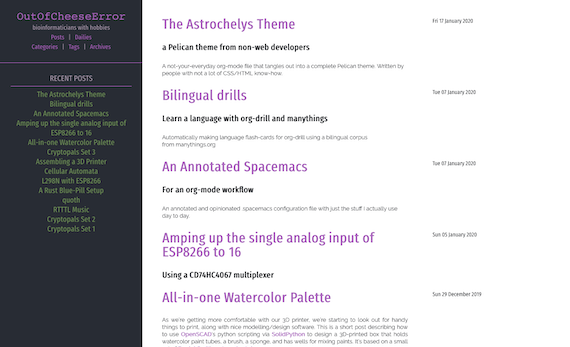 OutOfCheeseError
bioinformaticians with hobbies
Posts | Dailies
Categories | Tags | Archives
RECENT POSTS
The Astrochelys Theme
Bilingual drills
An Annotated Spacemacs
Amping up the single analog input of
ESP8266 to 16
All-in-one Watercolor Palette
Cryptopals Set 3
Assembling a 3D Printer
Cellular Automata
L298N with ESP8266
A Rust Blue-Pill Setup
quoth
RTTTL Music
Cryptopals Set 2
Cryptopals Set 1
The Astrochelys Theme
Fri 17 January 2020
a Pelican theme from non-web developers
A not-your-everyday org-mode file that tangles out into a complete Pelican theme. Written by
people with not a lot of CSS/HTML know-how.
Bilingual drills
Tue 07 January 2020
Learn a language with org-drill and manythings
Automatically making language flash-cards for org-drill using a bilingual corpus
from manythings.org
An Annotated Spacemacs
Tue 07 January 2020
For an org-mode workflow
An annotated and opinionated .spacemacs configuration file with just the stuff I actually use
day to day.
Amping up the single analog input of
ESP8266 to 16
Sun 05 January 2020
Using a CD74HC4067 multiplexer
All-in-one Watercolor Palette
Sun 29 December 2019
As we're getting more comfortable with our 3D printer, we're starting to look out for handy
things to print, along with nice modelling/design software. This is a short post describing how
to use OpenSCAD's python scripting via SolidPython to design a 3D-printed box that holds
watercolor paint tubes, a brush, a sponge, and has wells for mixing paints. It's based on a small